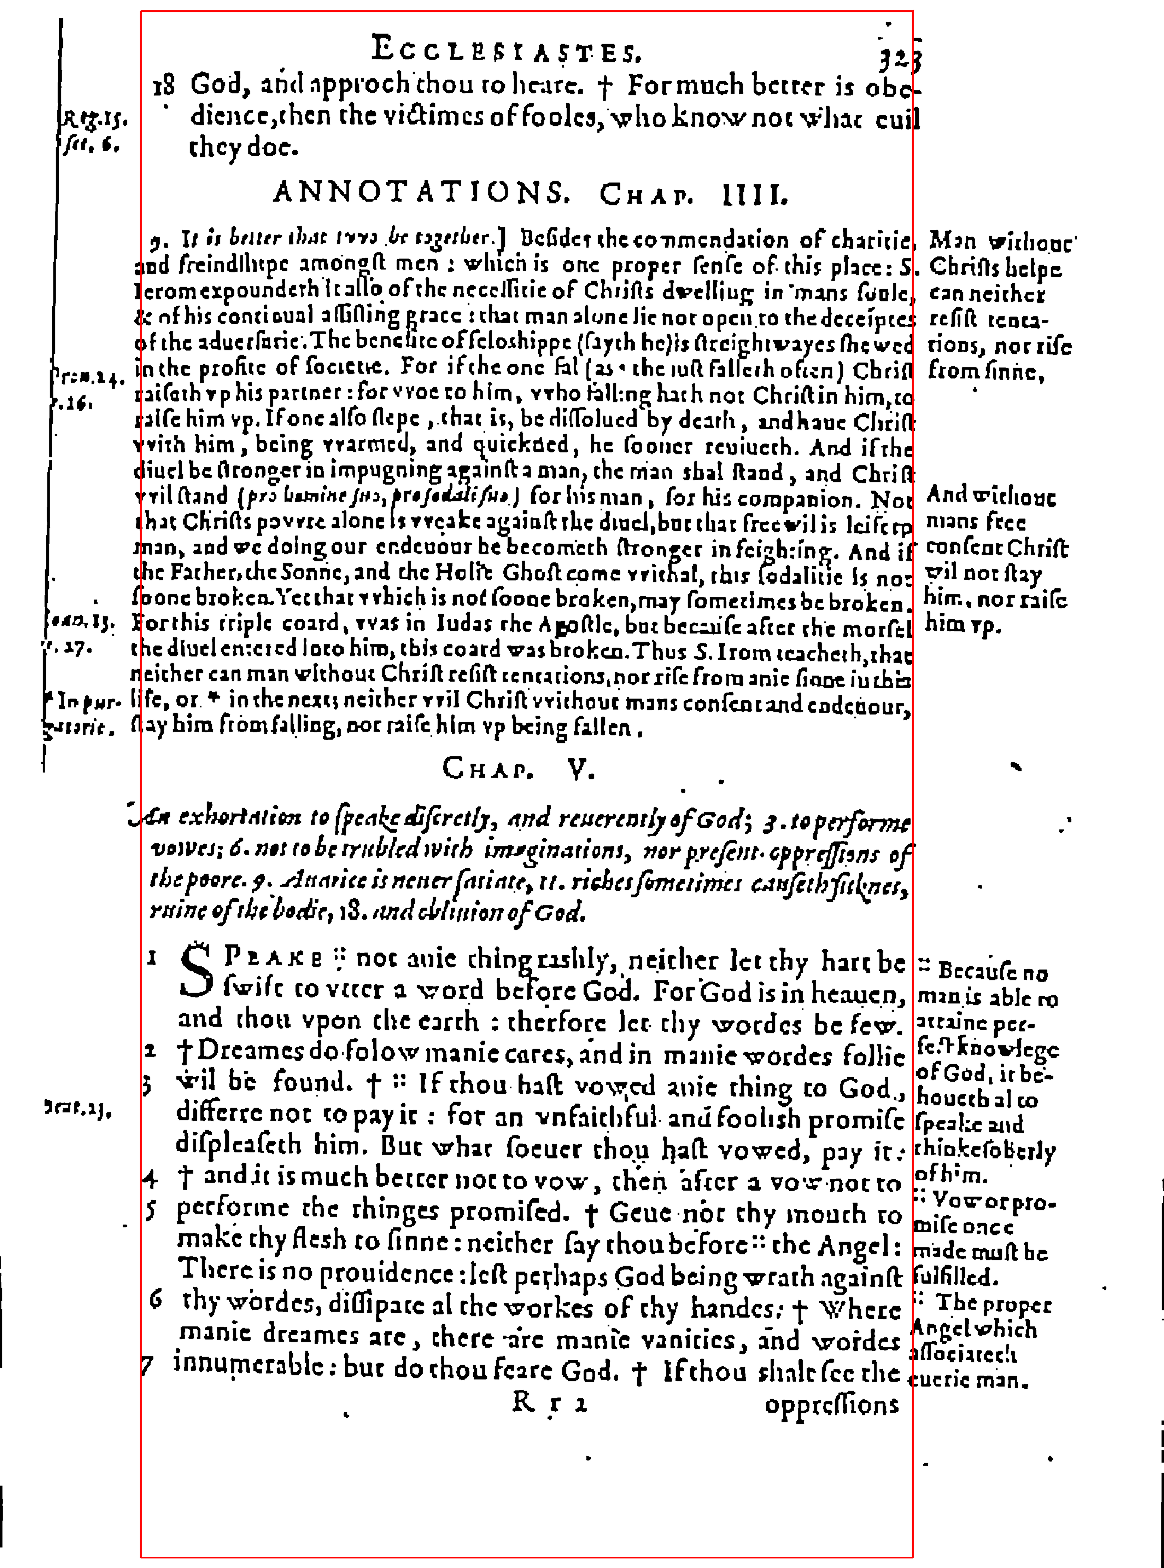 ECCLESIASTES. 323
18 God, and approch thou to heare. † For much better is obe-
dience, then the victimes of fooles, who know not what euil
they doe.
Reg. 15.
ANNOTATIONS. CHAP. IIII.
9. It is better that tvvo be together.] Besides the commendation of charitie,
and freindshipe amongst men : which is one proper sense of this place: S.
Ierom expoundeth it also of the necessitie of Christs dwelling in mans soule,
& of his continual assisting grace : that man alone lie not open to the deceiptes
of the aduersarie. The benefite of feloshippe (sayth he) is streightwayes shewed
in the profite of societie. For if the one fal (as the iust falleth often) Christ
raiseth vp his partner : for vvoe to him, vvho falling hath not Christ in him, to
raise him vp. If one also slepe, that is, be dissolued by death, and haue Christ
vvith him, being vvarmed, and quickned, he sooner reuiueth. And if the
diuel be stronger in impugning against a man, the man shal stand, and Christ
vvil stand (pro homine suo, pro sodali suo) for his man, for his companion. Not
that Christs povvre alone is vveake against the diuel, but that free wil is left to
man, and we doing our endeuour he becometh stronger in feighting. And if
the Father, the Sonne, and the Holie Ghost come vvithal, this sodalitie is not
soone broken. Yet that vvhich is not soone broken, may sometimes be broken.
For this triple coard, vvas in Iudas the Apostle, but because after the morsel
the diuel entered into him, this coard was broken. Thus S. Irom teacheth, that
neither can man without Christ resist tentations, nor rise from anie sinne in this
life, or * in the next; neither vvil Christ vvithout mans consent and endeuour,
stay him from falling, nor raise him vp being fallen.
Man without
Christs helpe
can neither
resist tenta-
tions, nor rise
from sinne,
And without
mans free
consent Christ
wil not stay
him, nor raise
him vp.
Prou. 24.
v. 16.
Ioan. 13.
v. 27.
* In pur-
gatorie.
CHAP. V.
An exhortation to speake discretly, and reuerently of God; 3. to performe
vowes; 6. not to be trubled with imaginations, nor present oppressions of
the poore. 9. Auarice is neuer satiate, 11. riches sometimes causeth siknes,
ruine of the bodie, 18. and obliuion of God.
1 SPEAKE :: not anie thing rashly, neither let thy hart be
swift to vtter a word before God. For God is in heauen,
and thou vpon the earth : therfore let thy wordes be few.
2 † Dreames do folow manie cares, and in manie wordes follie
3 wil be found. † :: If thou hast vowed anie thing to God,
differre not to pay it : for an vnfaithful and foolish promise
displeaseth him. But what soeuer thou hast vowed, pay it:
4 † and it is much better not to vow, then after a vow not to
5 performe the thinges promised. † Geue not thy mouth to
make thy flesh to sinne : neither say thou before :: the Angel:
There is no prouidence : lest perhaps God being wrath against
6 thy wordes, dissipate al the workes of thy handes: † Where
manie dreames are, there are manie vanities, and wordes
7 innumerable : but do thou feare God. † If thou shalt see the
:: Because no
man is able to
attaine per-
fect knowlege
of God, it be-
houeth al to
speake and
thinke soberly
of him.
:: Vow or pro-
mise once
made must be
fulfilled.
:: The proper
Angel which
associateth
euerie man.
Rr 2 oppressions